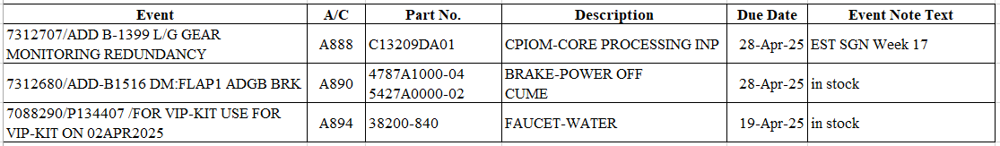 Event A/C Part No. Description Due Date Event Note Text
7312707/ADD B-1399 L/G GEAR
MONITORING REDUNDANCY A888 C13209DA01 CPIOM-CORE PROCESSING INP 28-Apr-25 EST SGN Week 17
7312680/ADD-B1516 DM:FLAP1 ADGB BRK A890 4787A1000-04 BRAKE-POWER OFF 28-Apr-25 in stock
5427A0000-02 CUME
7088290/P134407 /FOR VIP-KIT USE FOR
VIP-KIT ON 02APR2025 A894 38200-840 FAUCET-WATER 19-Apr-25 in stock